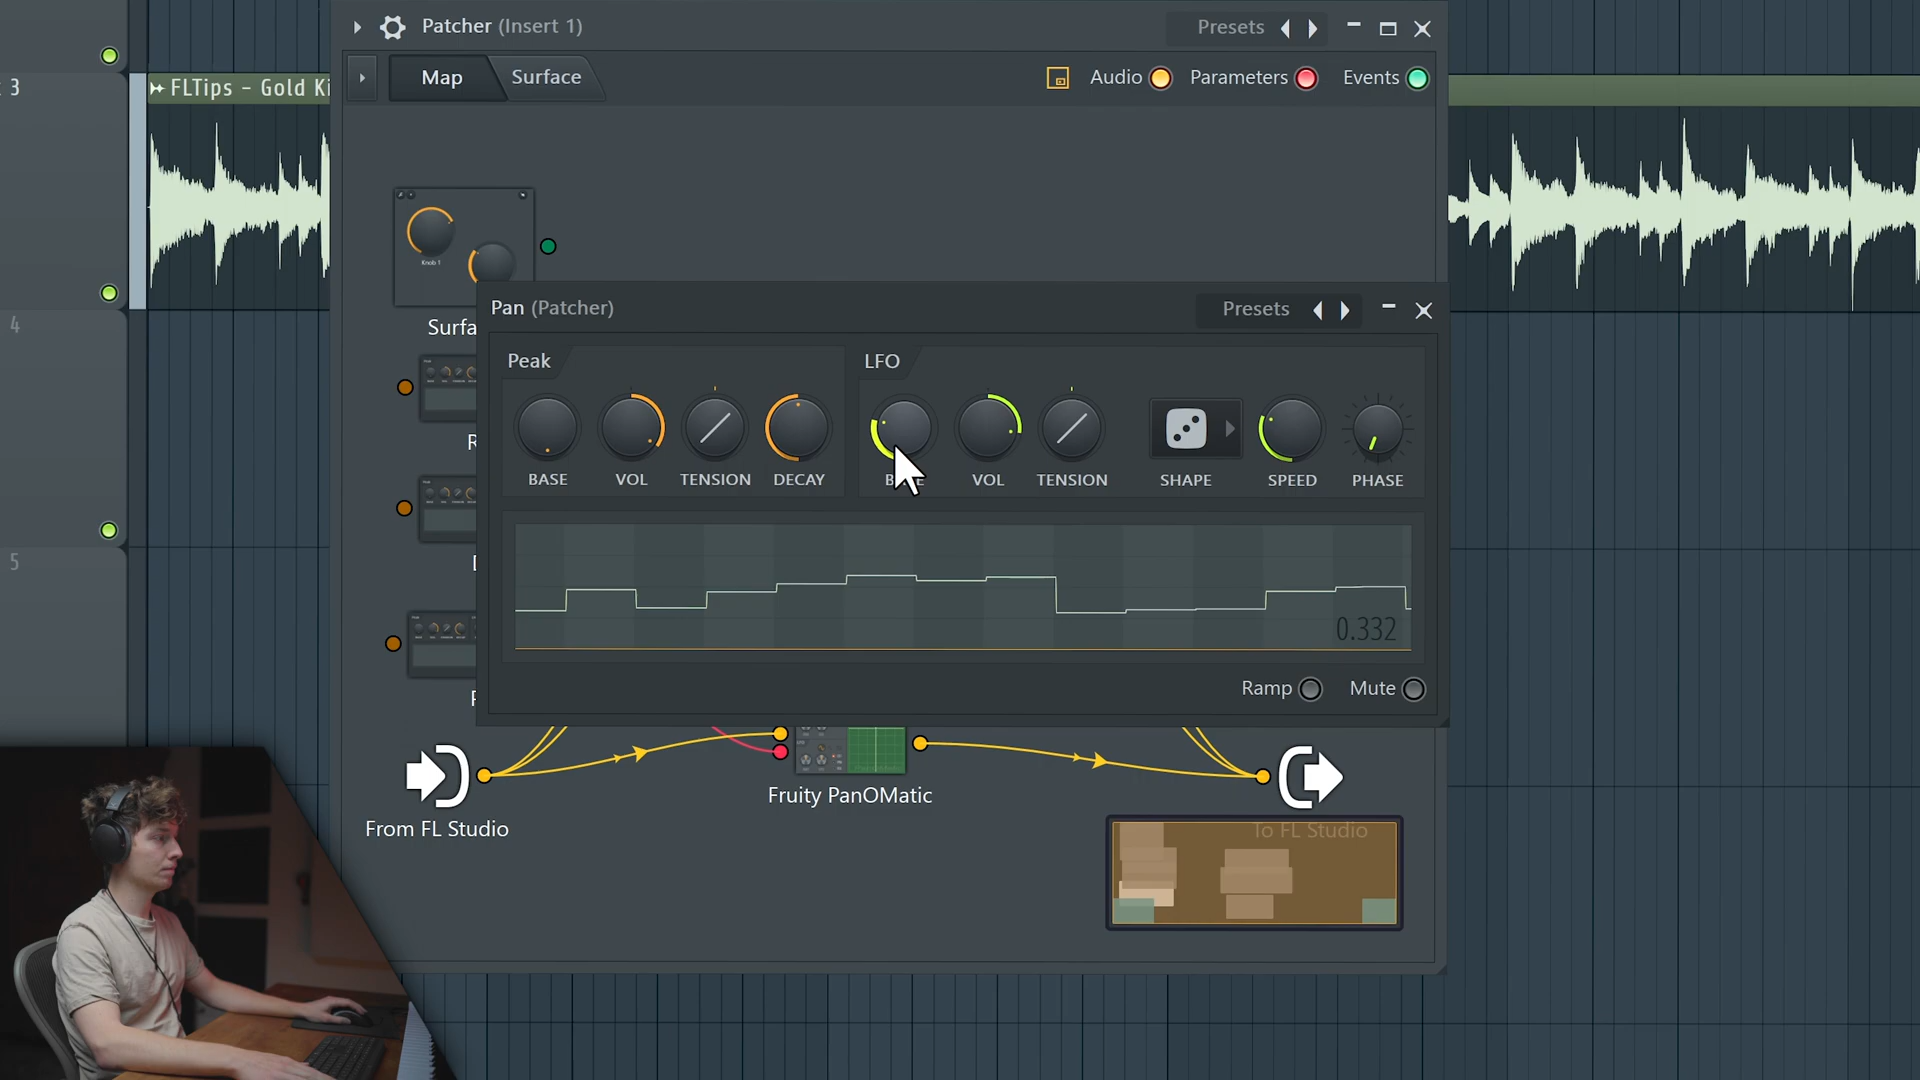 Patcher (Insert 1)
Presets
Map
Surface
Audio
Parameters
Events
3
FLTips - Gold Ki
Knob 1
Surfa
Pan (Patcher)
Presets
Peak
LFO
BASE
VOL
TENSION
DECAY
VOL
TENSION
SHAPE
SPEED
PHASE
4
0.332
5
Ramp
Mute
Fruity PanOMatic
From FL Studio
To FL Studio